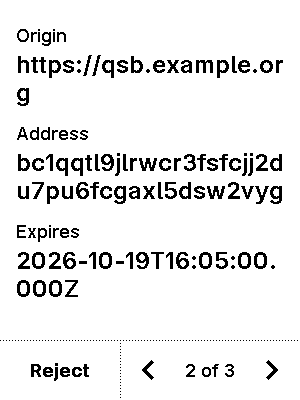 Origin
https://qsb.example.or
g
Address
bc1qqtl9jlrwcr3fsfcjj2d
u7pu6fcgaxl5dsw2vyg
Expires
2026-10-19T16:05:00.
000Z
Reject
2 of 3